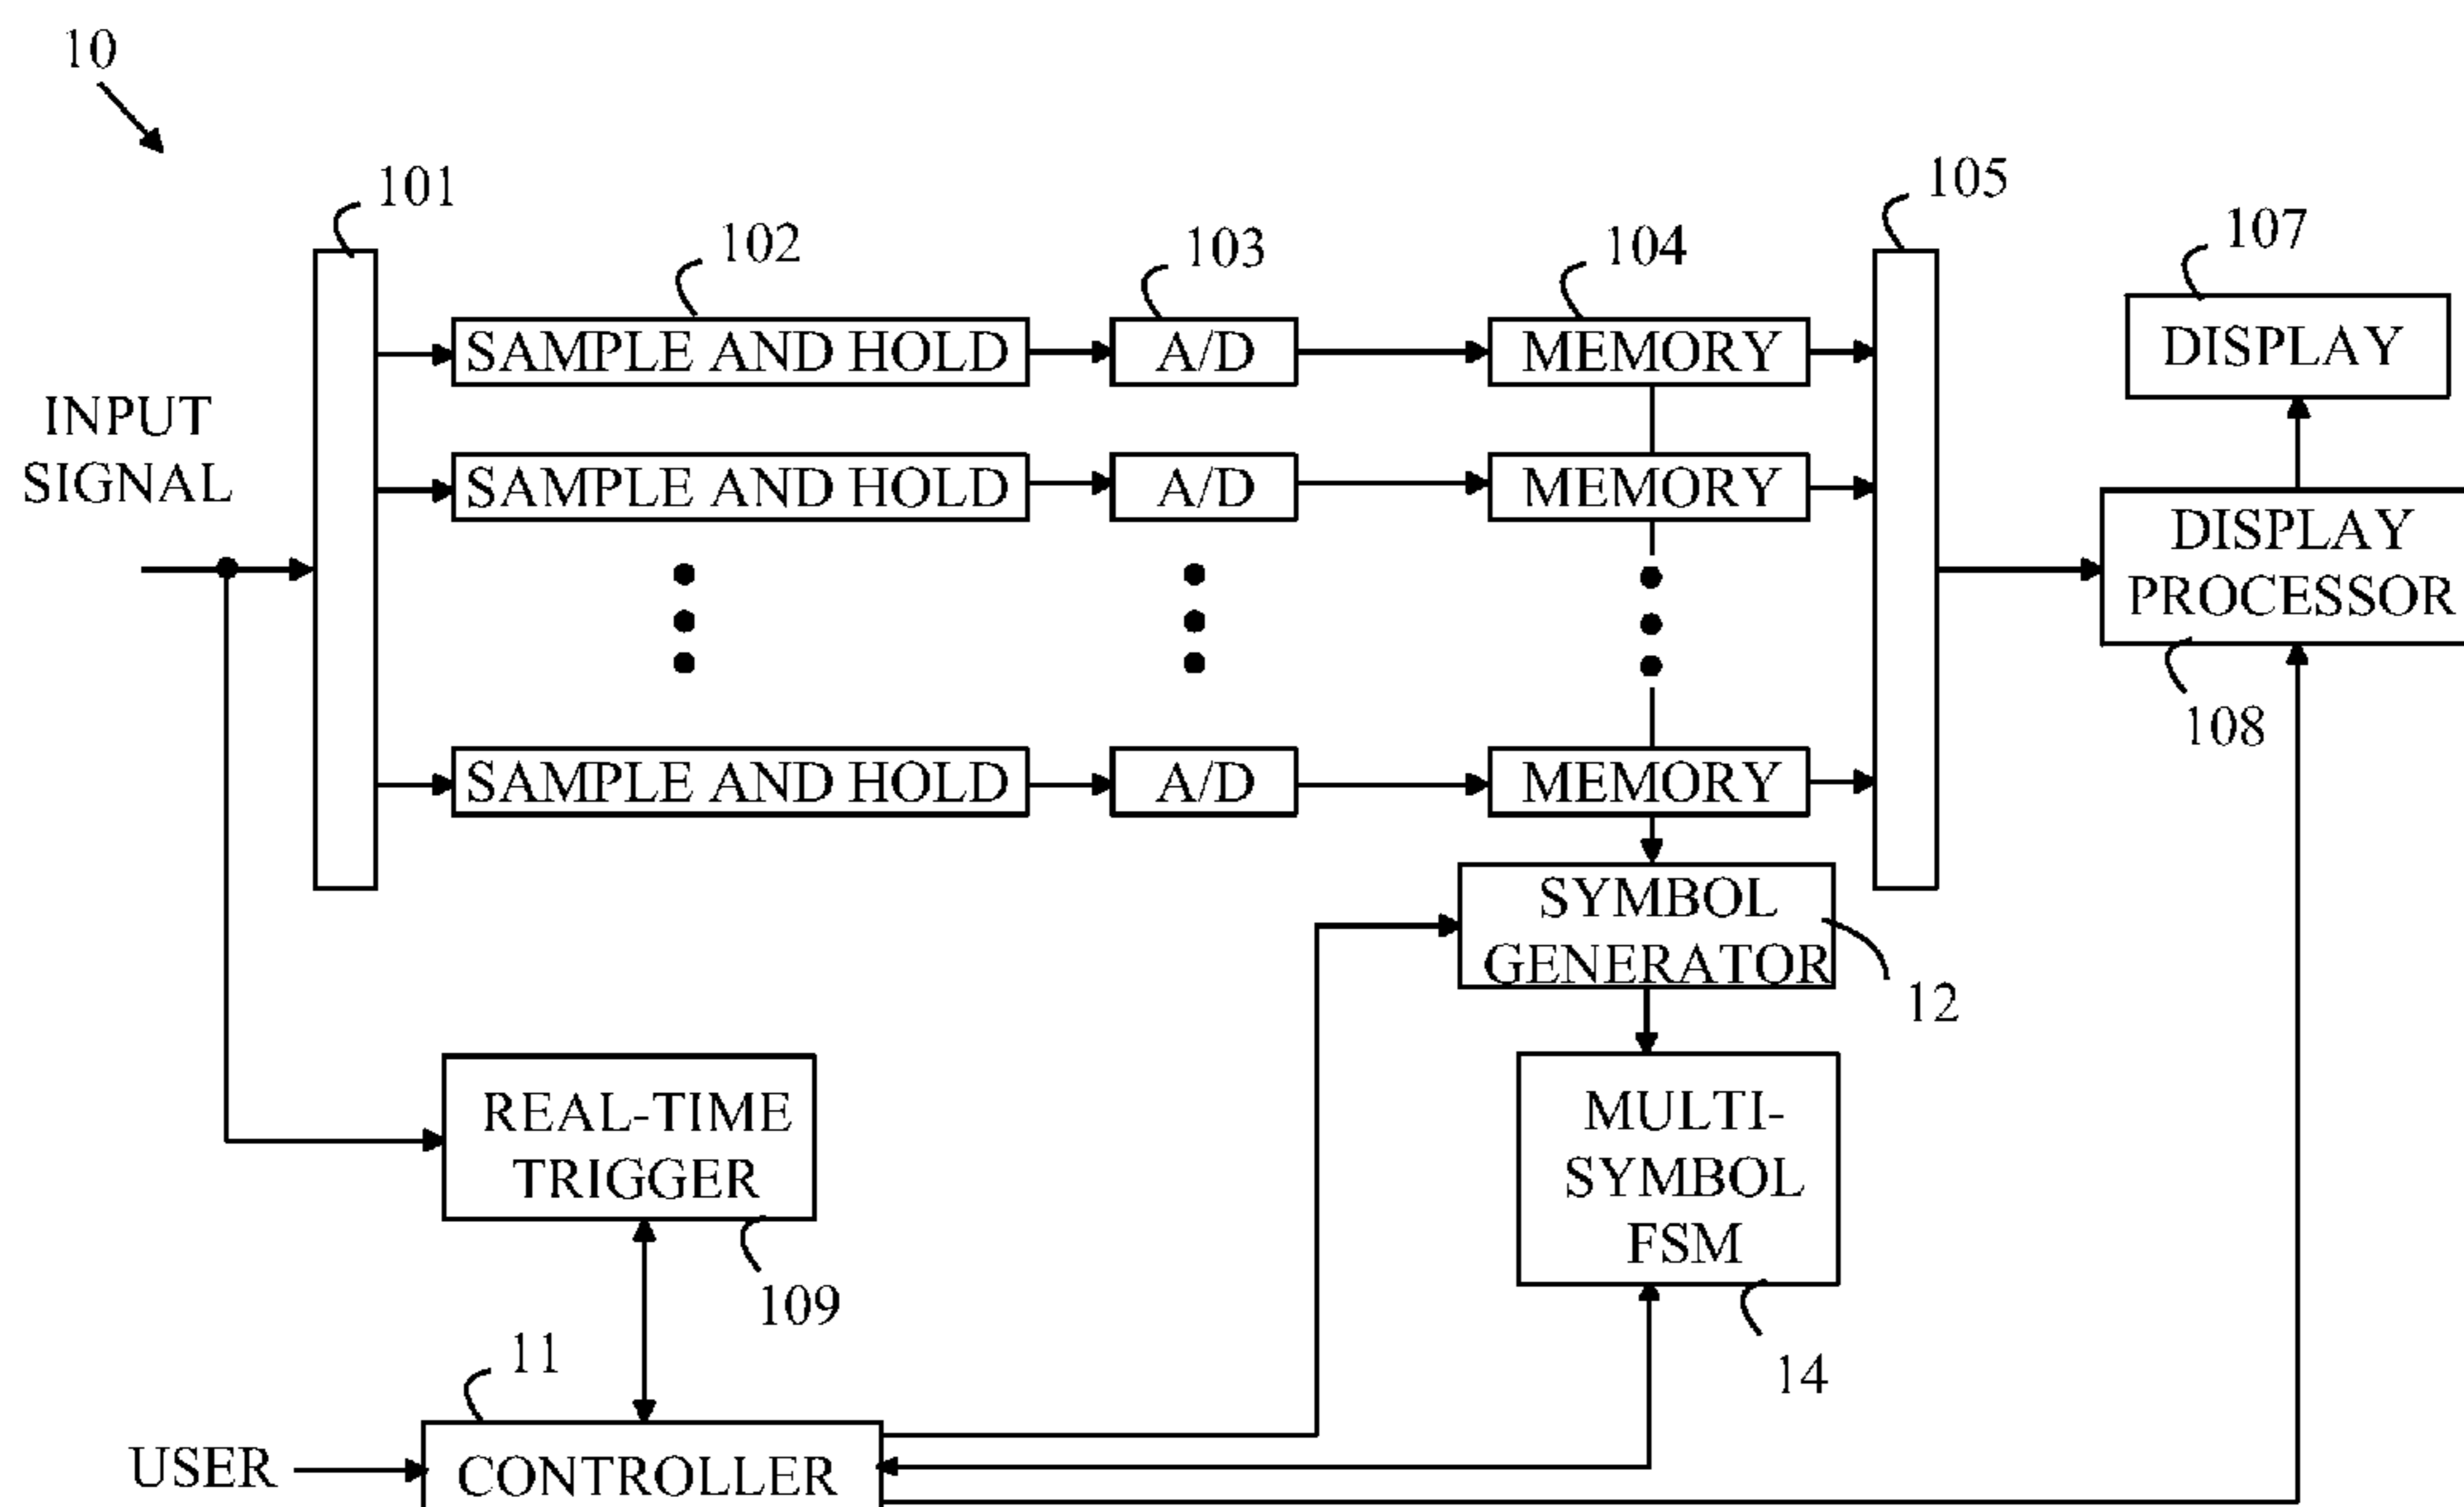 10
101
102
103
104
105
107
INPUT
SIGNAL
SAMPLE AND HOLD
A/D
MEMORY
DISPLAY
SAMPLE AND HOLD
A/D
MEMORY
DISPLAY
PROCESSOR
108
SAMPLE AND HOLD
A/D
MEMORY
SYMBOL
GENERATOR
12
REAL-TIME
TRIGGER
109
MULTI-
SYMBOL
FSM
14
11
USER
CONTROLLER